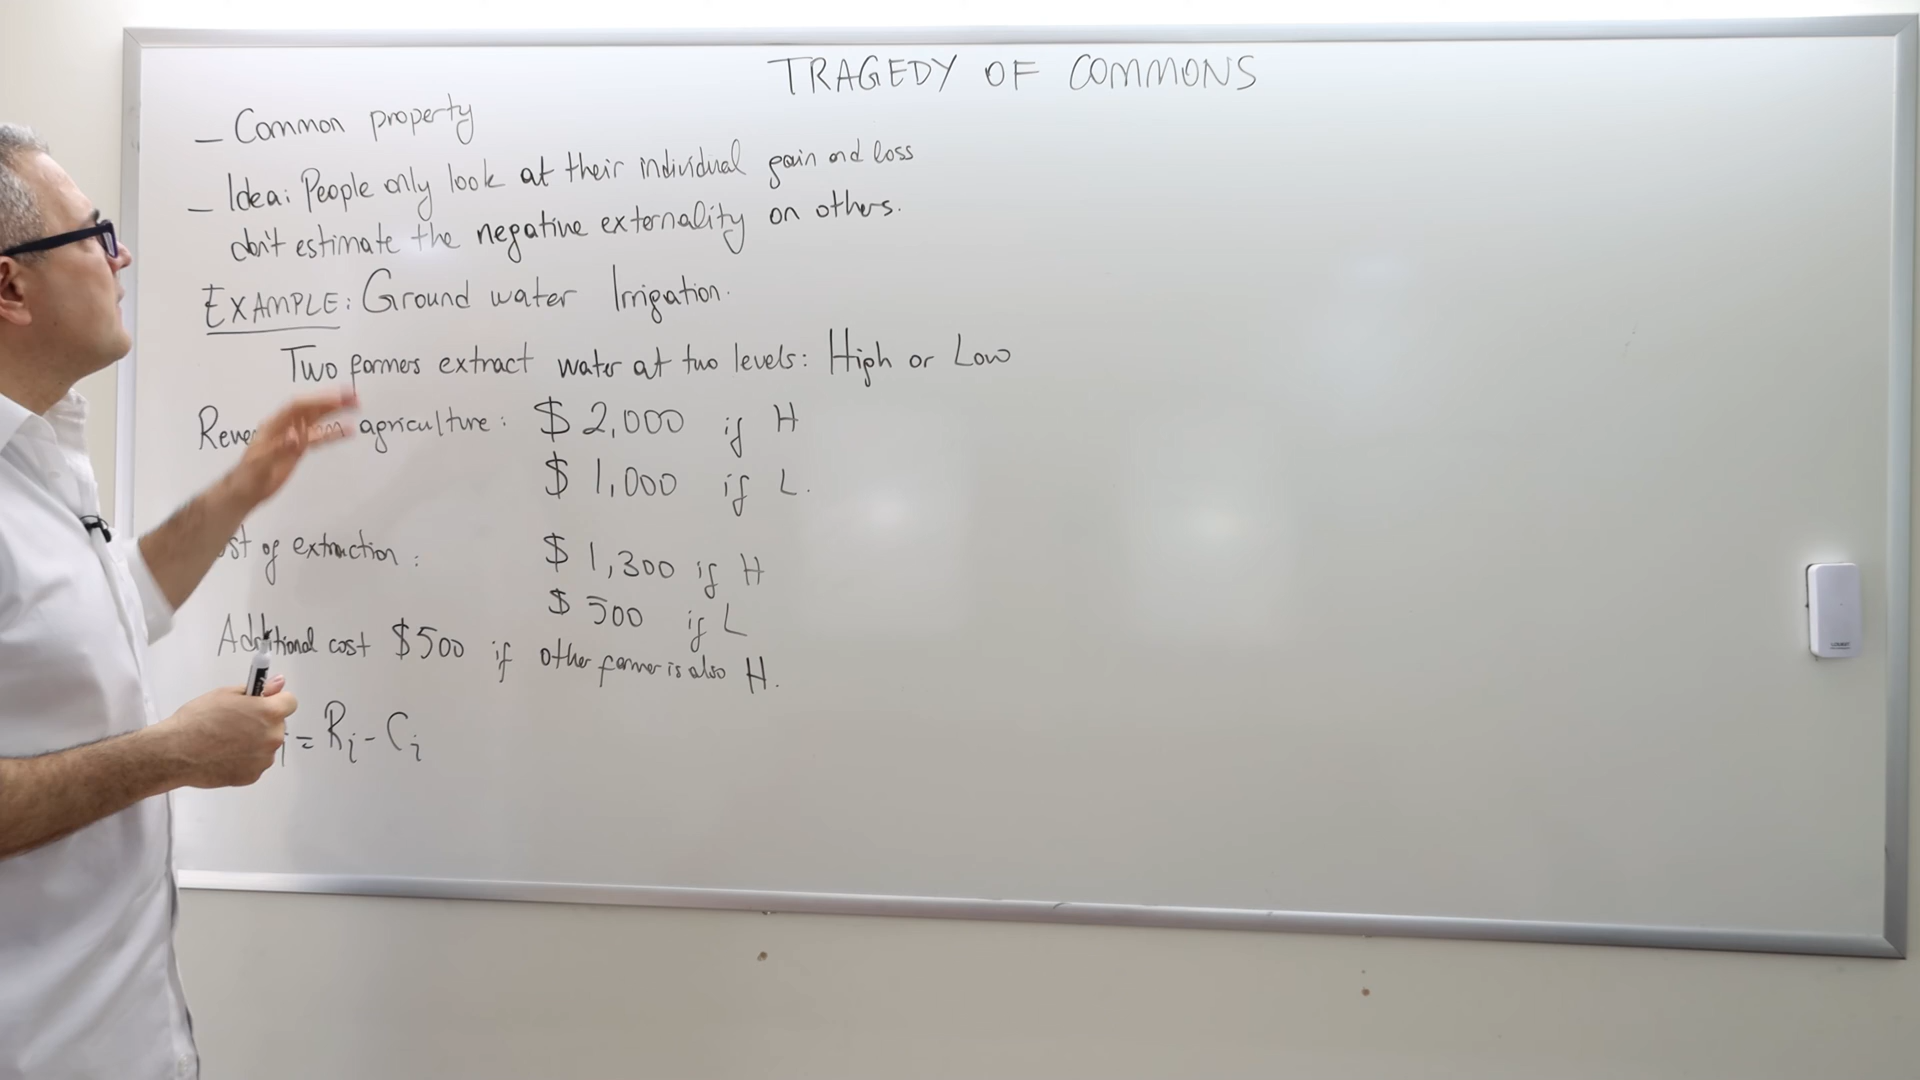 TRAGEDY OF COMMONS
– Common property
– Idea: People only look at their individual gain and loss
don't estimate the negative externality on others.
EXAMPLE: Ground water Irrigation.
Two farmers extract water at two levels: High or Low
agriculture: $ 2,000 if H
$ 1,000 if L.
of extraction: $ 1,300 if H
$ 500 if L
Additional cost $500 if other farmer is also H.
i = Ri - Ci